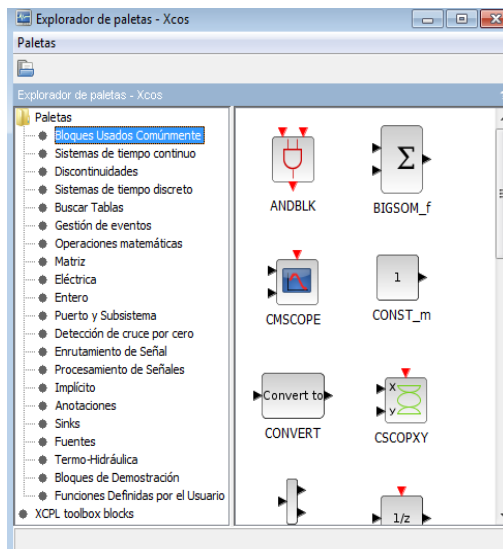 Explorador de paletas - Xcos
Paletas
Explorador de paletas - Xcos
Paletas
Bloques Usados Comúnmente
Sistemas de tiempo continuo
Discontinuidades
Sistemas de tiempo discreto
Buscar Tablas
Gestión de eventos
Operaciones matemáticas
Matriz
Eléctrica
Entero
Puerto y Subsistema
Detección de cruce por cero
Enrutamiento de Señal
Procesamiento de Señales
Implícito
Anotaciones
Sinks
Fuentes
Termo-Hidráulica
Bloques de Demostración
Funciones Definidas por el Usuario
XCPL toolbox blocks
ANDBLK
Σ
BIGSOM_f
CMSCOPE
1
CONST_m
Convert to
CONVERT
X
y
CSCOPXY
1/z